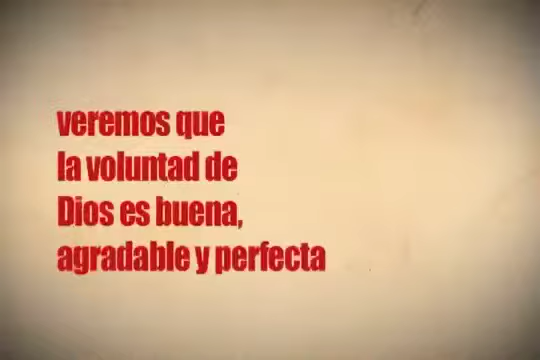 veremos que
la voluntad de
Dios es buena,
agradable y perfecta